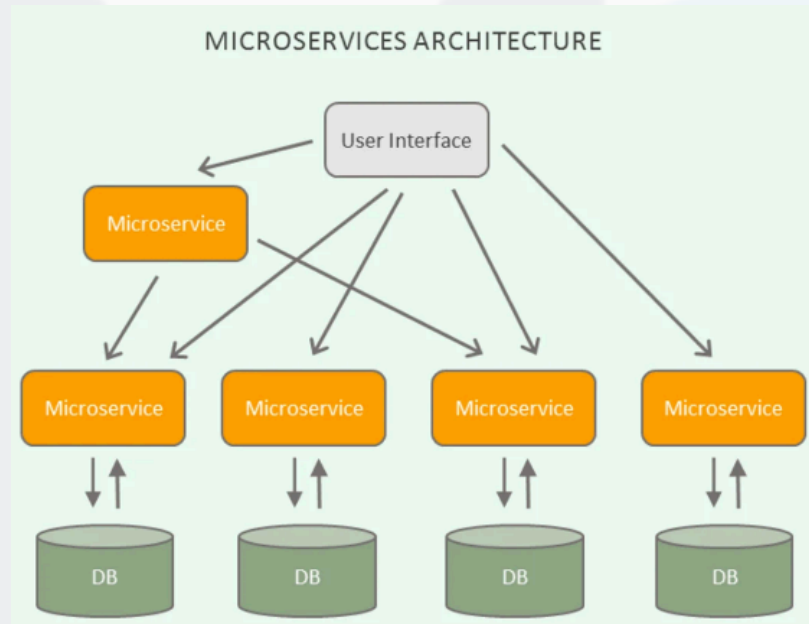 MICROSERVICES ARCHITECTURE
User Interface
Microservice
Microservice
Microservice
Microservice
Microservice
DB
DB
DB
DB